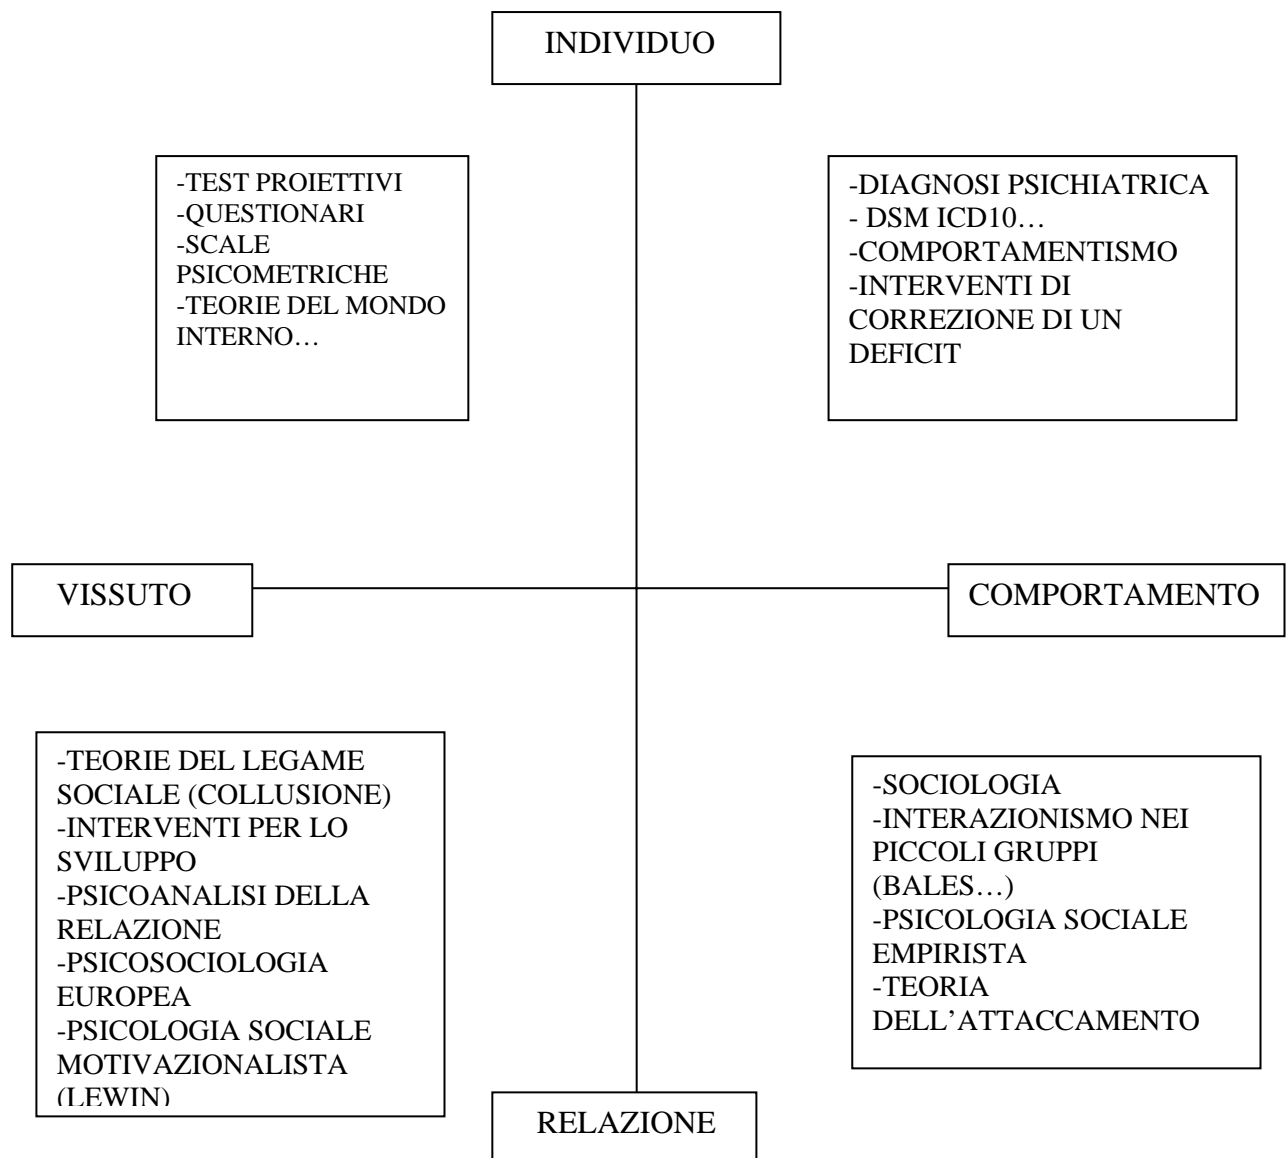 INDIVIDUO
-TEST PROIETTIVI
-QUESTIONARI
-SCALE
PSICOMETRICHE
-TEORIE DEL MONDO
INTERNO…
-DIAGNOSI PSICHIATRICA
- DSM ICD10…
-COMPORTAMENTISMO
-INTERVENTI DI
CORREZIONE DI UN
DEFICIT
VISSUTO
COMPORTAMENTO
-TEORIE DEL LEGAME
SOCIALE (COLLUSIONE)
-INTERVENTI PER LO
SVILUPPO
-PSICOANALISI DELLA
RELAZIONE
-PSICOSOCIOLOGIA
EUROPEA
-PSICOLOGIA SOCIALE
MOTIVAZIONALISTA
(LEWIN)
-SOCIOLOGIA
-INTERAZIONISMO NEI
PICCOLI GRUPPI
(BALES…)
-PSICOLOGIA SOCIALE
EMPIRISTA
-TEORIA
DELL’ATTACCAMENTO
RELAZIONE